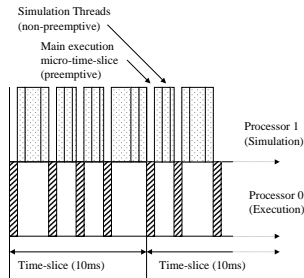 Simulation Threads
(non-preemptive)
Main execution
micro-time-slice
(preemptive)
Processor 1
(Simulation)
Processor 0
(Execution)
Time-slice (10ms)
Time-slice (10ms)